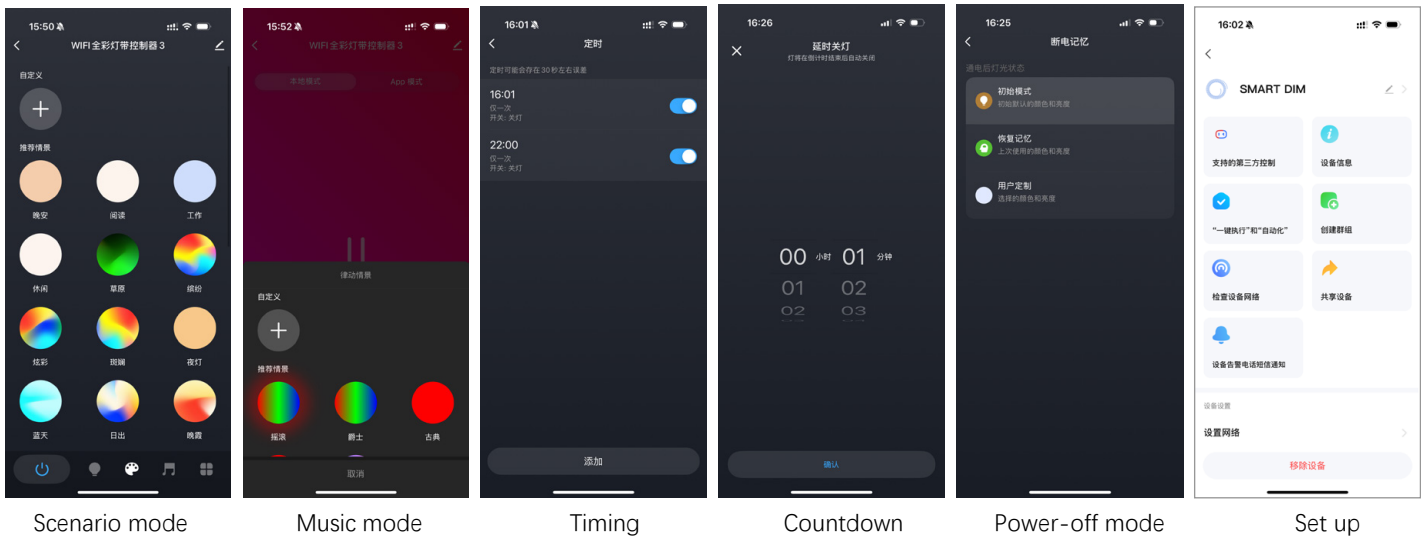 15:50
WIFI全彩灯带控制器 3
自定义
推荐情景
晚安
阅读
工作
休闲
草原
缤纷
炫彩
斑斓
夜灯
蓝天
日出
晚霞
Scenario mode
15:52
WIFI全彩灯带控制器 3
本地模式
App 模式
律动情景
自定义
推荐情景
摇滚
爵士
古典
取消
Music mode
16:01
定时
定时可能会存在30秒左右误差
16:01
仅一次
开关: 关灯
22:00
仅一次
开关: 关灯
添加
Timing
16:26
延时关灯
灯将在倒计时结束后自动关闭
00 小时 01 分钟
01 02
02 03
确认
Countdown
16:25
断电记忆
通电后灯光状态
初始模式
初始默认的颜色和亮度
恢复记忆
上次使用的颜色和亮度
用户定制
选择的颜色和亮度
Power-off mode
16:02
SMART DIM
支持的第三方控制
设备信息
“一键执行”和“自动化”
创建群组
检查设备网络
共享设备
设备告警电话短信通知
设备设置
设置网络
移除设备
Set up